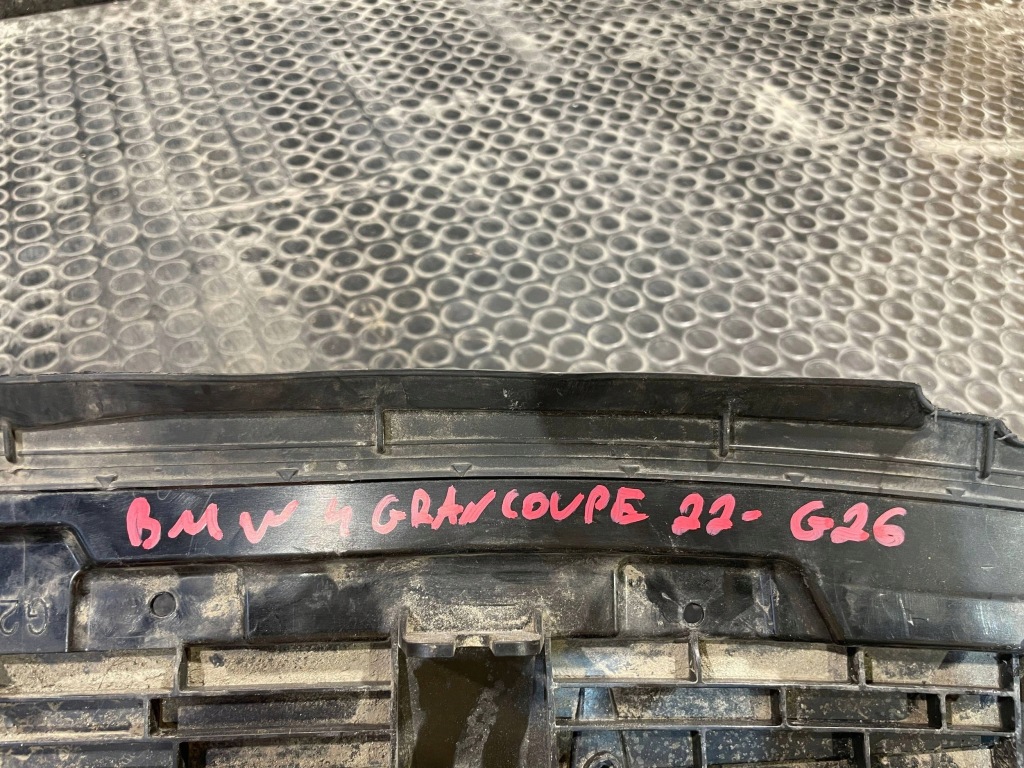 BMW 4 GRANCOUPE 22- G26